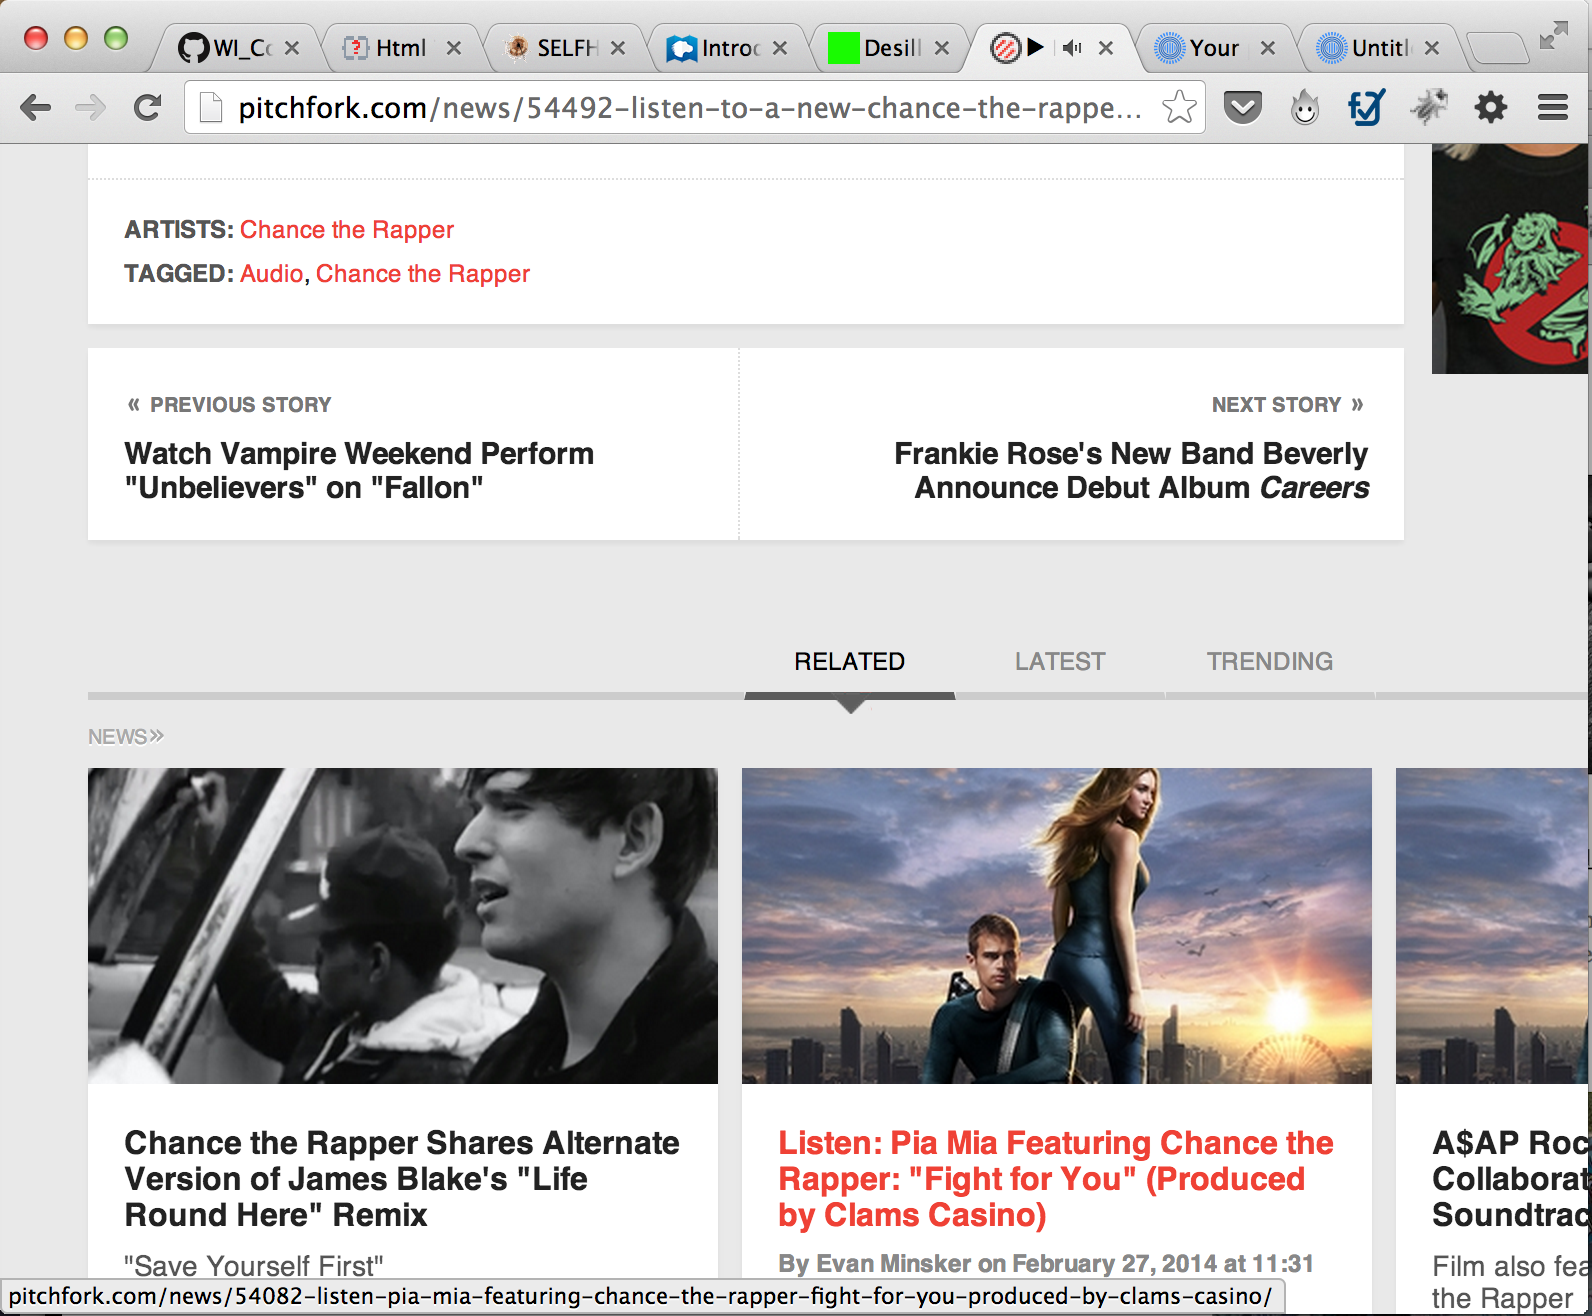 WI_Co
Html
SELFH
Introd
Desill
Your
Untitl
pitchfork.com/news/54492-listen-to-a-new-chance-the-rappe...
ARTISTS: Chance the Rapper
TAGGED: Audio, Chance the Rapper
« PREVIOUS STORY
Watch Vampire Weekend Perform
"Unbelievers" on "Fallon"
NEXT STORY »
Frankie Rose's New Band Beverly
Announce Debut Album Careers
RELATED
LATEST
TRENDING
NEWS»
Chance the Rapper Shares Alternate
Version of James Blake's "Life
Round Here" Remix
"Save Yourself First"
Listen: Pia Mia Featuring Chance the
Rapper: "Fight for You" (Produced
by Clams Casino)
By Evan Minsker on February 27, 2014 at 11:31
A$AP Roc
Collaborat
Soundtrac
Film also fea
the Rapper
pitchfork.com/news/54082-listen-pia-mia-featuring-chance-the-rapper-fight-for-you-produced-by-clams-casino/